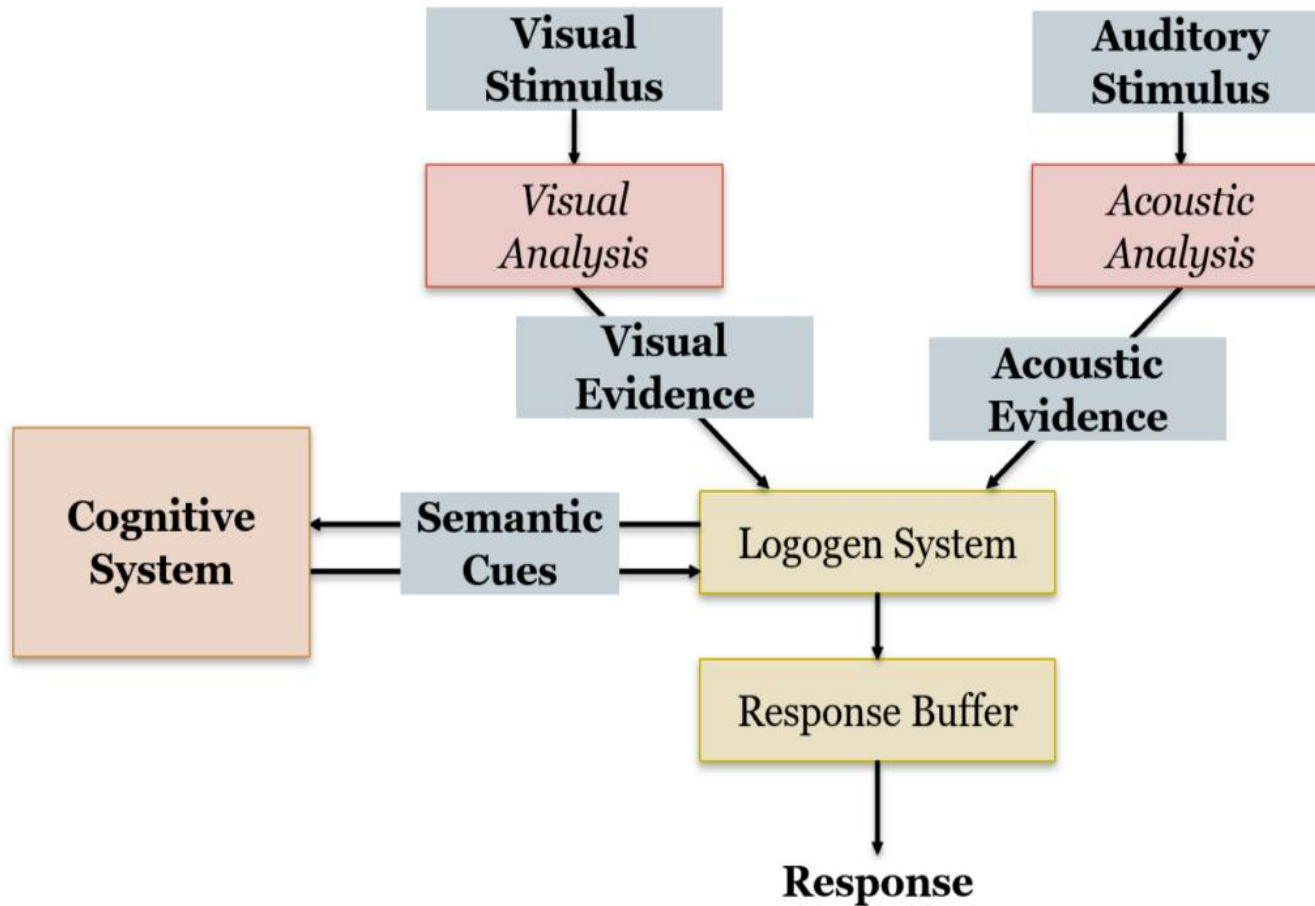 Visual
Stimulus
Auditory
Stimulus
Visual
Analysis
Acoustic
Analysis
Visual
Evidence
Acoustic
Evidence
Cognitive
System
Semantic
Cues
Logogen System
Response Buffer
Response